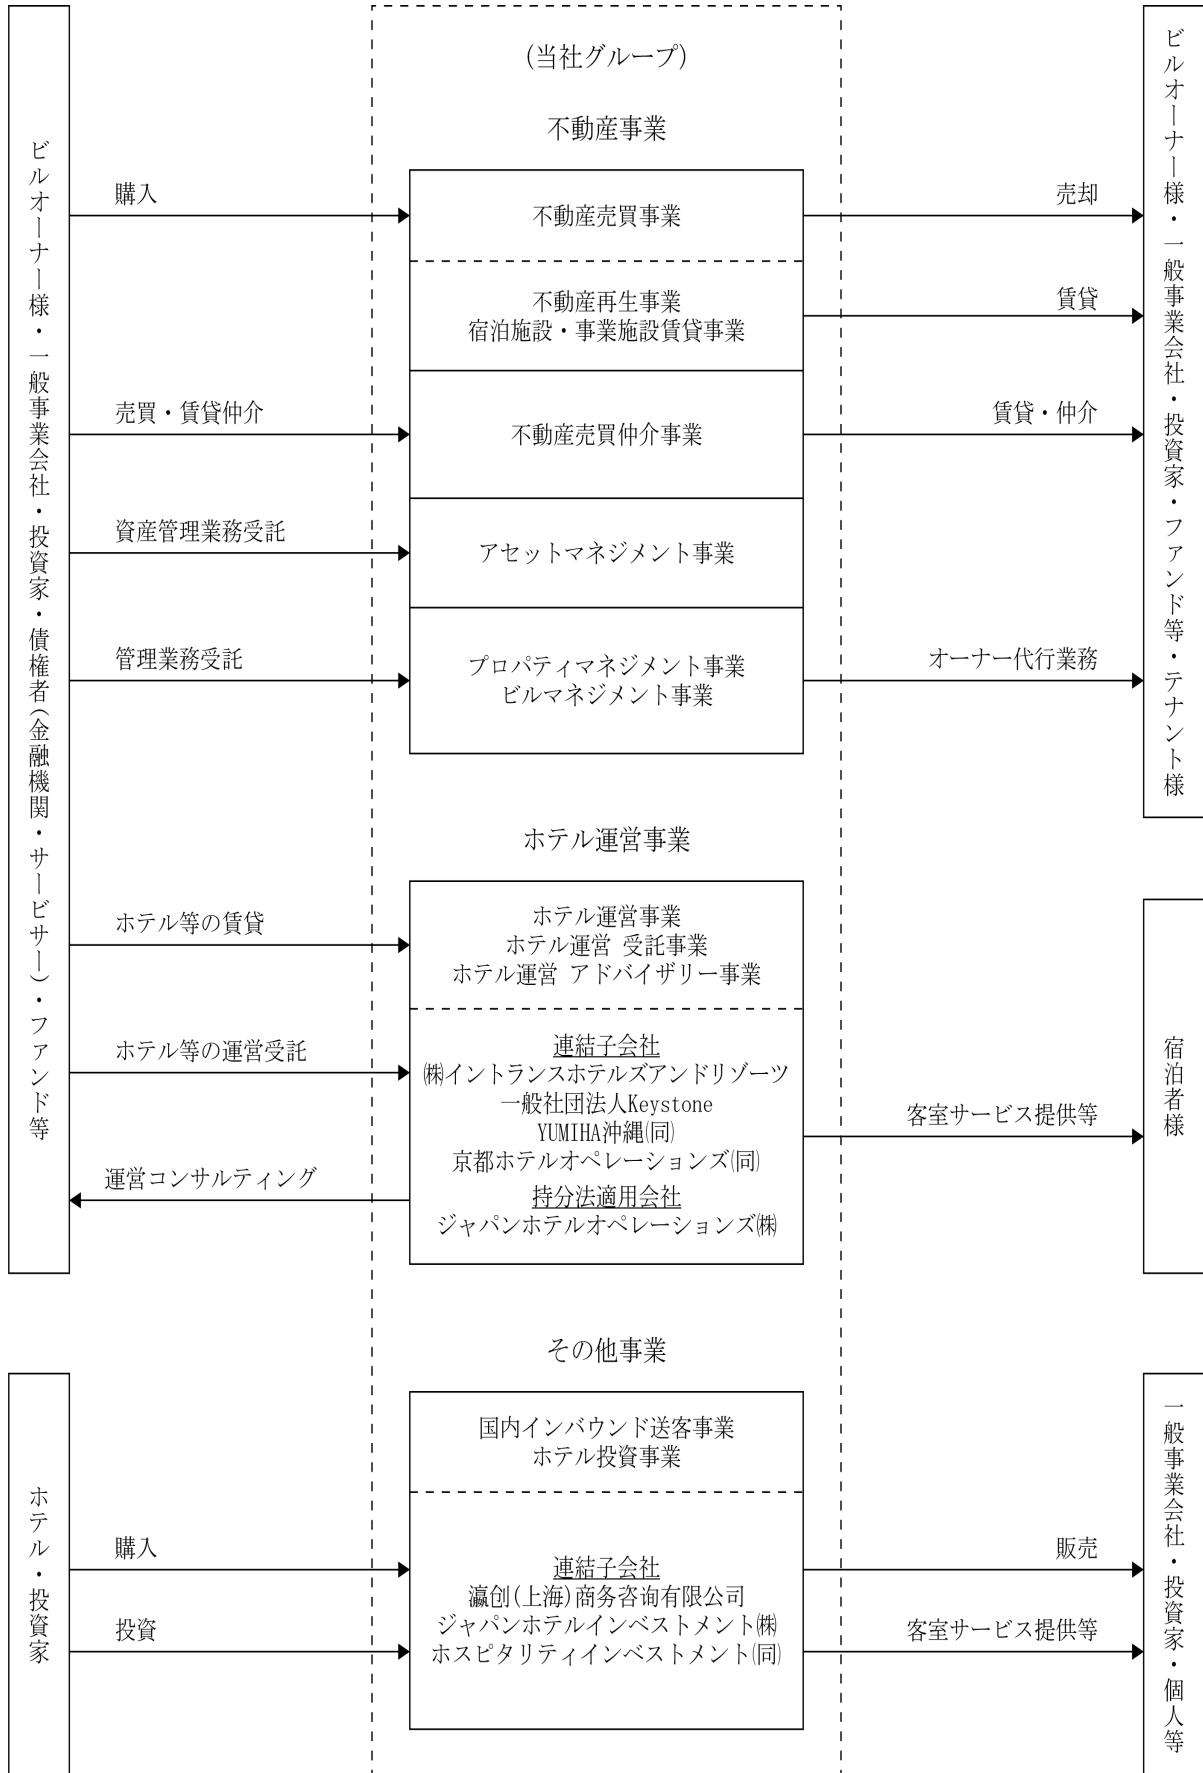 (当社グループ)
不動産事業
ビルオーナー様・一般事業会社・投資家・債権者(金融機関・サービサー)・ファンド等
購入
不動産売買事業
売却
不動産再生事業
宿泊施設・事業施設賃貸事業
賃貸
売買・賃貸仲介
不動産売買仲介事業
賃貸・仲介
資産管理業務受託
アセットマネジメント事業
管理業務受託
プロパティマネジメント事業
ビルマネジメント事業
オーナー代行業務
ビルオーナー様・一般事業会社・投資家・ファンド等・テナント様
ホテル運営事業
ホテル等の賃貸
ホテル運営事業
ホテル運営 受託事業
ホテル運営 アドバイザリー事業
ホテル等の運営受託
連結子会社
㈱イントランスホテルズアンドリゾーツ
一般社団法人Keystone
YUMIHA沖縄(同)
京都ホテルオペレーションズ(同)
運営コンサルティング
持分法適用会社
ジャパンホテルオペレーションズ㈱
客室サービス提供等
宿泊者様
その他事業
ホテル・投資家
国内インバウンド送客事業
ホテル投資事業
購入
連結子会社
瀛创(上海)商务咨询有限公司
ジャパンホテルインベストメント㈱
ホスピタリティインベストメント(同)
投資
販売
客室サービス提供等
一般事業会社・投資家・個人等